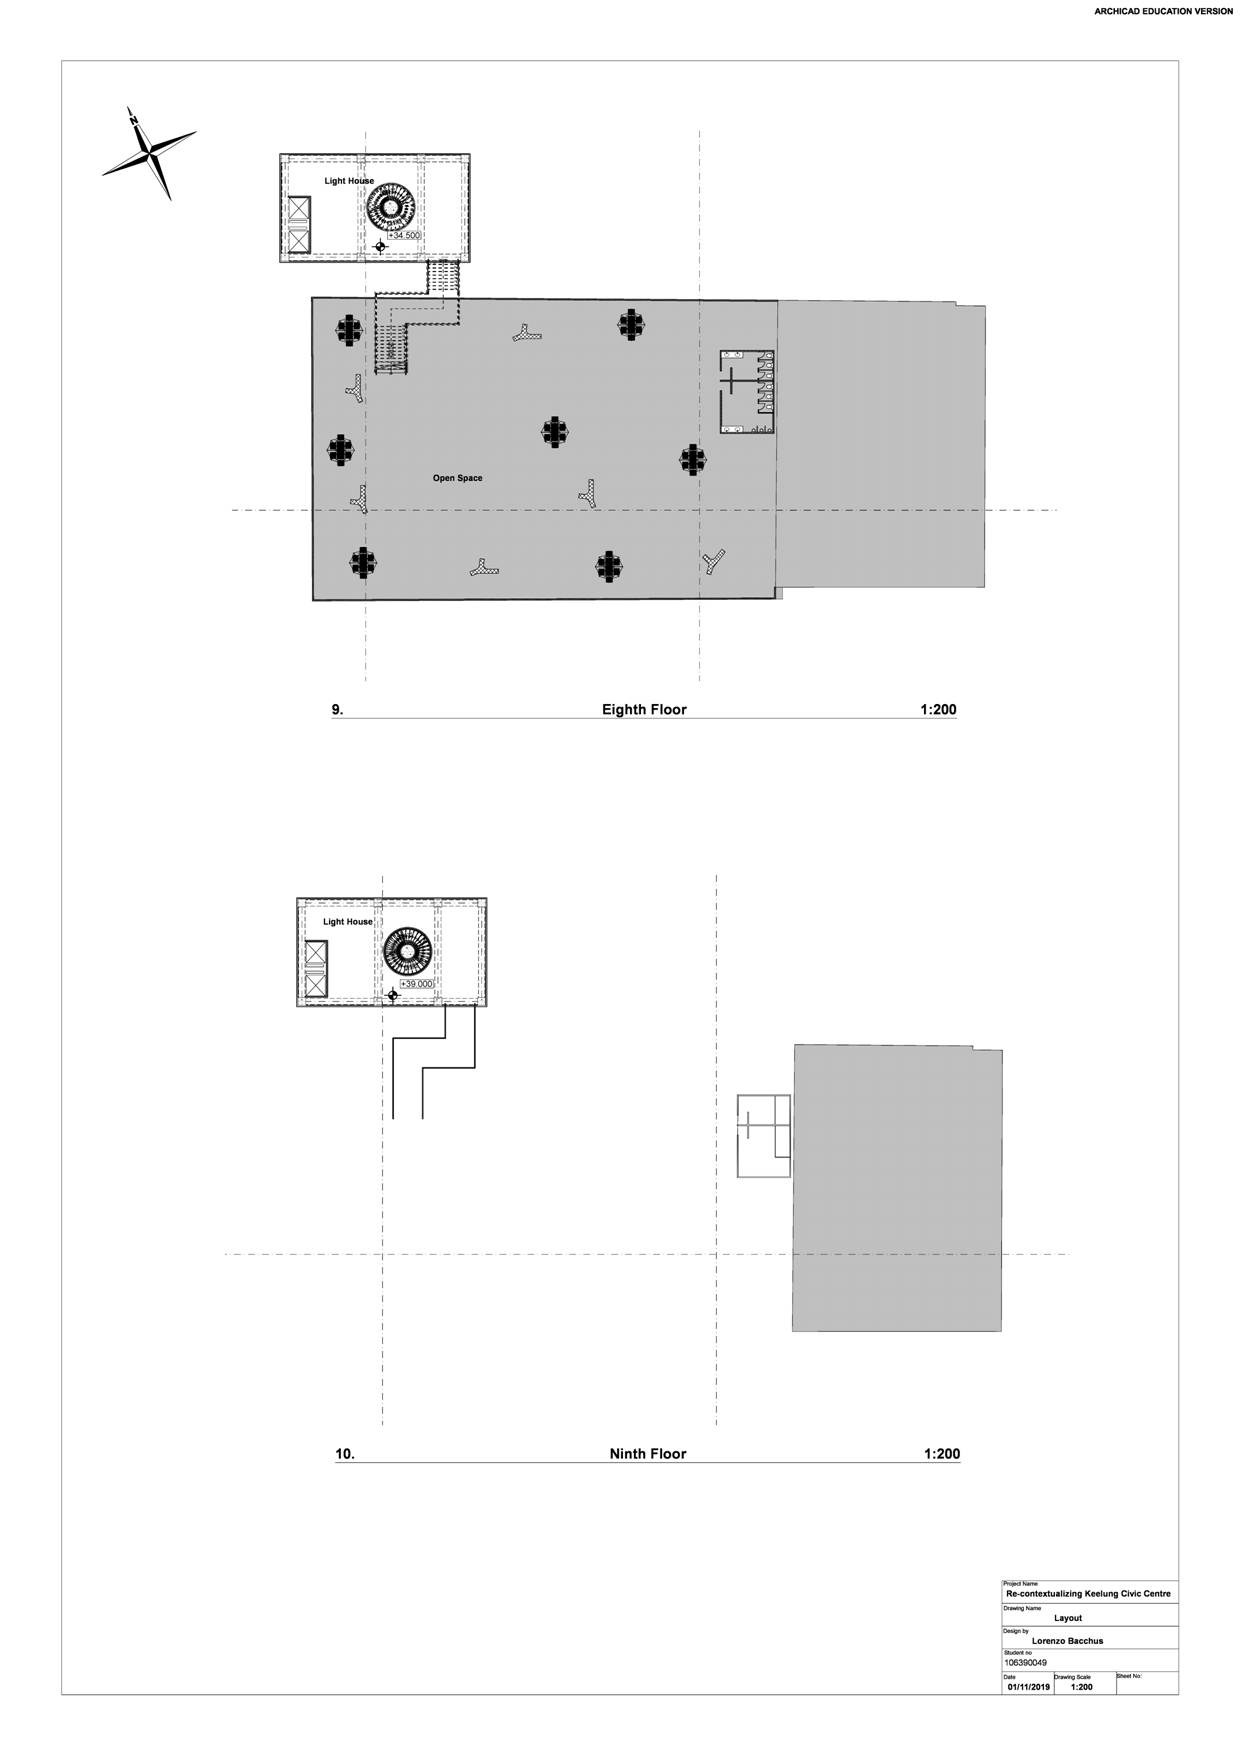 ARCHICAD EDUCATION VERSION
N
Light House
+34.500
Open Space
9. Eighth Floor 1:200
Light House
+39.000
10. Ninth Floor 1:200
Project Name
Re-contextualizing Keelung Civic Centre
Drawing Name
Layout
Design by
Lorenzo Bacchus
Student no
106390049
Date Drawing Scale Sheet No:
01/11/2019 1:200